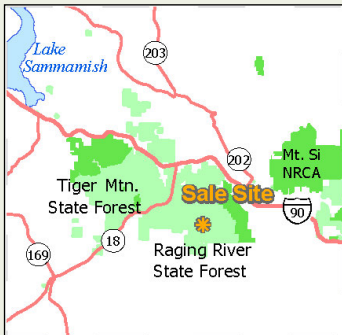 Lake
Sammamish
203
202
Mt. Si
NRCA
Tiger Mtn.
State Forest
Sale Site
90
18
169
Raging River
State Forest